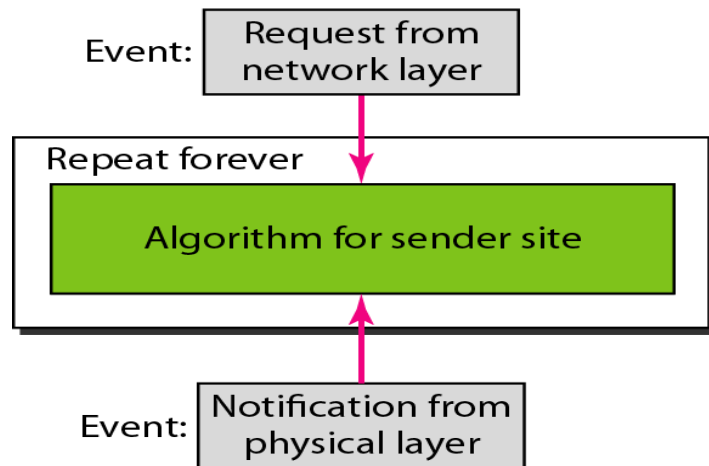 Event:
Request from
network layer
Repeat forever
Algorithm for sender site
Event:
Notification from
physical layer